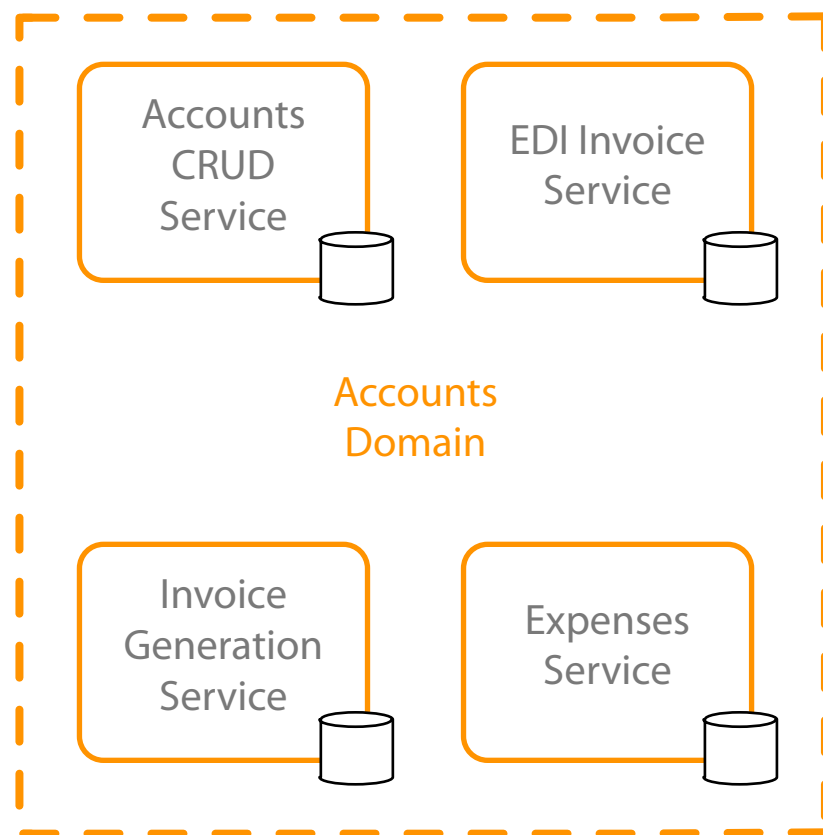 Accounts
CRUD
Service
EDI Invoice
Service
Accounts
Domain
Invoice
Generation
Service
Expenses
Service